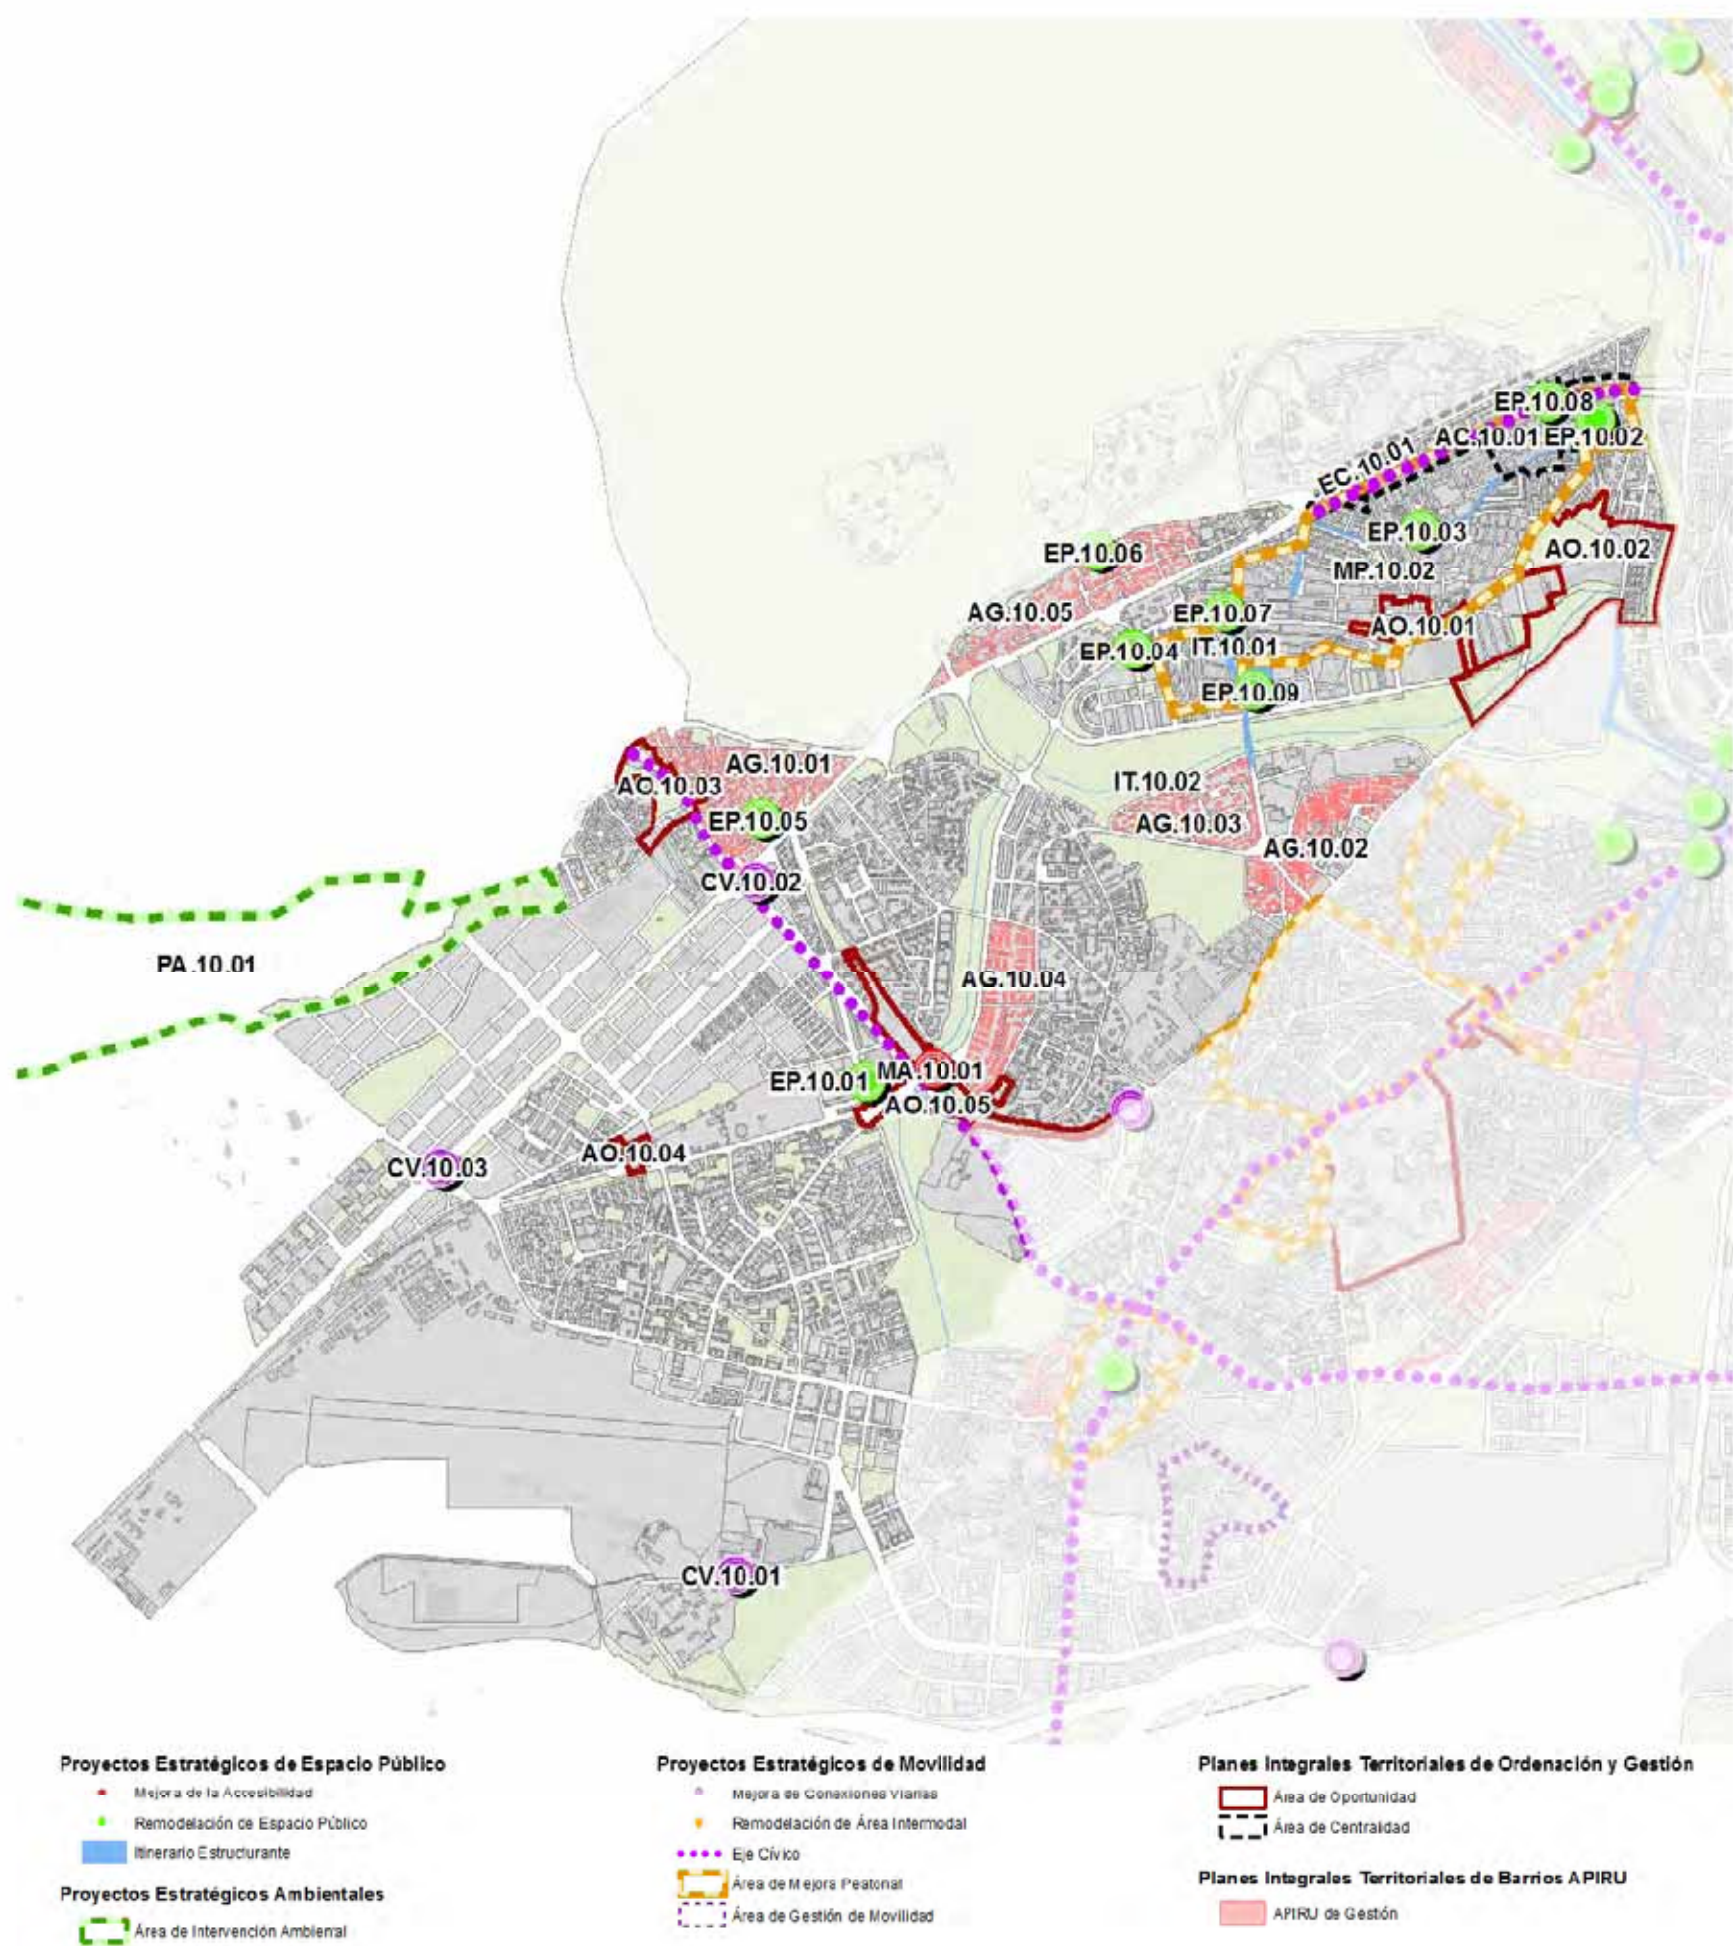 EP.10.08
AC.10.01 EP.10.02
EC.10.01
EP.10.03
AO.10.02
EP.10.06
MP.10.02
AG.10.05
EP.10.07
AO.10.01
EP.10.04 IT.10.01
EP.10.09
AG.10.01
AO.10.03
IT.10.02
EP.10.05
AG.10.03
AG.10.02
CV.10.02
PA.10.01
AG.10.04
EP.10.01 MA.10.01
AO.10.05
AO.10.04
CV.10.03
CV.10.01
Proyectos Estratégicos de Espacio Público
Mejora de la Accesibilidad
Remodelación de Espacio Público
Itinerario Estructurante
Proyectos Estratégicos Ambientales
Área de Intervención Ambiental
Proyectos Estratégicos de Movilidad
Mejora de Conexiones Viarias
Remodelación de Área Intermodal
Eje Cívico
Área de Mejora Peatonal
Área de Gestión de Movilidad
Planes Integrales Territoriales de Ordenación y Gestión
Área de Oportunidad
Área de Centralidad
Planes Integrales Territoriales de Barrios APIRU
APIRU de Gestión